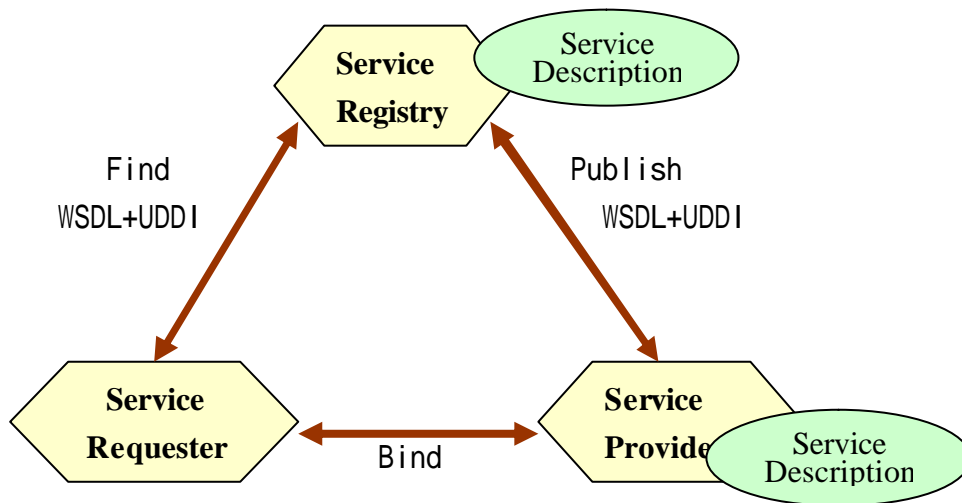 Service
Registry
Service
Description
Find
WSDL+UDDI
Publish
WSDL+UDDI
Service
Requester
Bind
Service
Provide
Service
Description